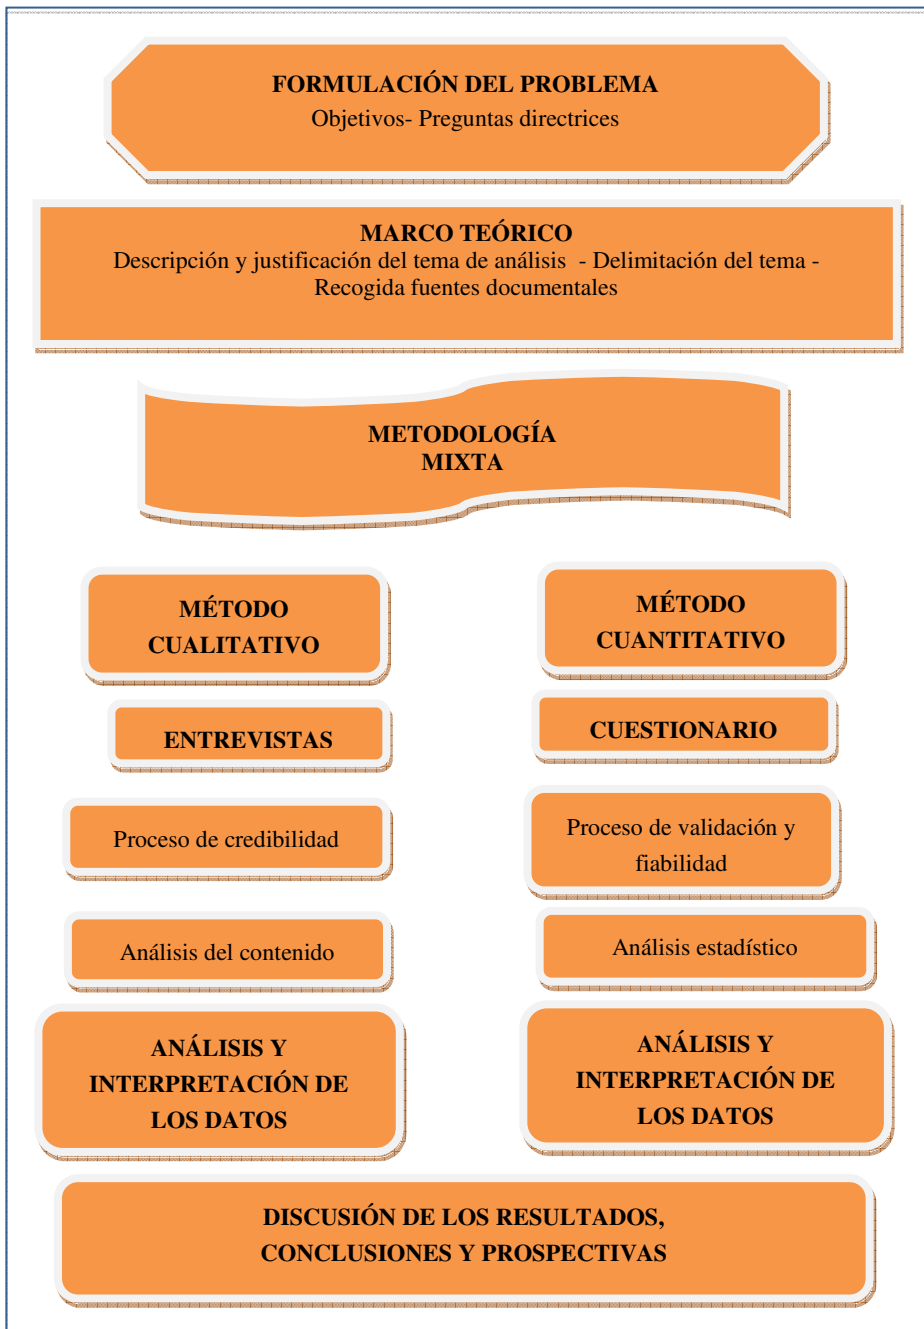 FORMULACIÓN DEL PROBLEMA
Objetivos- Preguntas directrices
MARCO TEÓRICO
Descripción y justificación del tema de análisis - Delimitación del tema -
Recogida fuentes documentales
METODOLOGÍA
MIXTA
MÉTODO
CUALITATIVO
ENTREVISTAS
Proceso de credibilidad
Análisis del contenido
ANÁLISIS Y
INTERPRETACIÓN DE
LOS DATOS
MÉTODO
CUANTITATIVO
CUESTIONARIO
Proceso de validación y
fiabilidad
Análisis estadístico
ANÁLISIS Y
INTERPRETACIÓN DE
LOS DATOS
DISCUSIÓN DE LOS RESULTADOS,
CONCLUSIONES Y PROSPECTIVAS